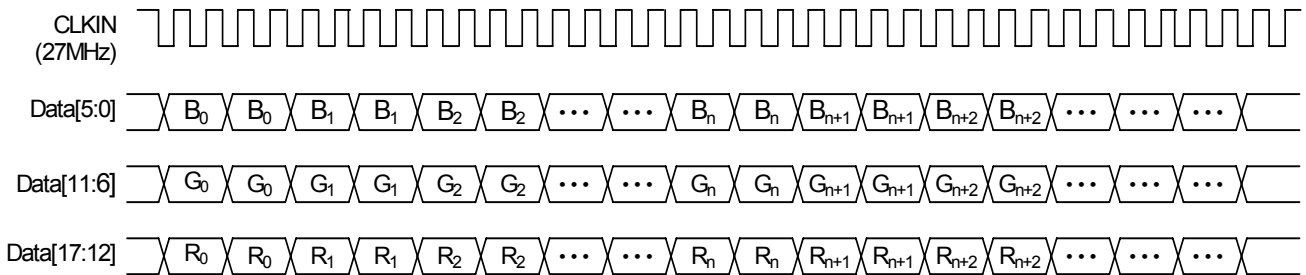 CLKIN
(27MHz)
Data[5:0] B0 B0 B1 B1 B2 B2 ••• ••• Bn Bn Bn+1 Bn+1 Bn+2 Bn+2 ••• ••• •••
Data[11:6] G0 G0 G1 G1 G2 G2 ••• ••• Gn Gn Gn+1 Gn+1 Gn+2 Gn+2 ••• ••• •••
Data[17:12] R0 R0 R1 R1 R2 R2 ••• ••• Rn Rn Rn+1 Rn+1 Rn+2 Rn+2 ••• ••• •••